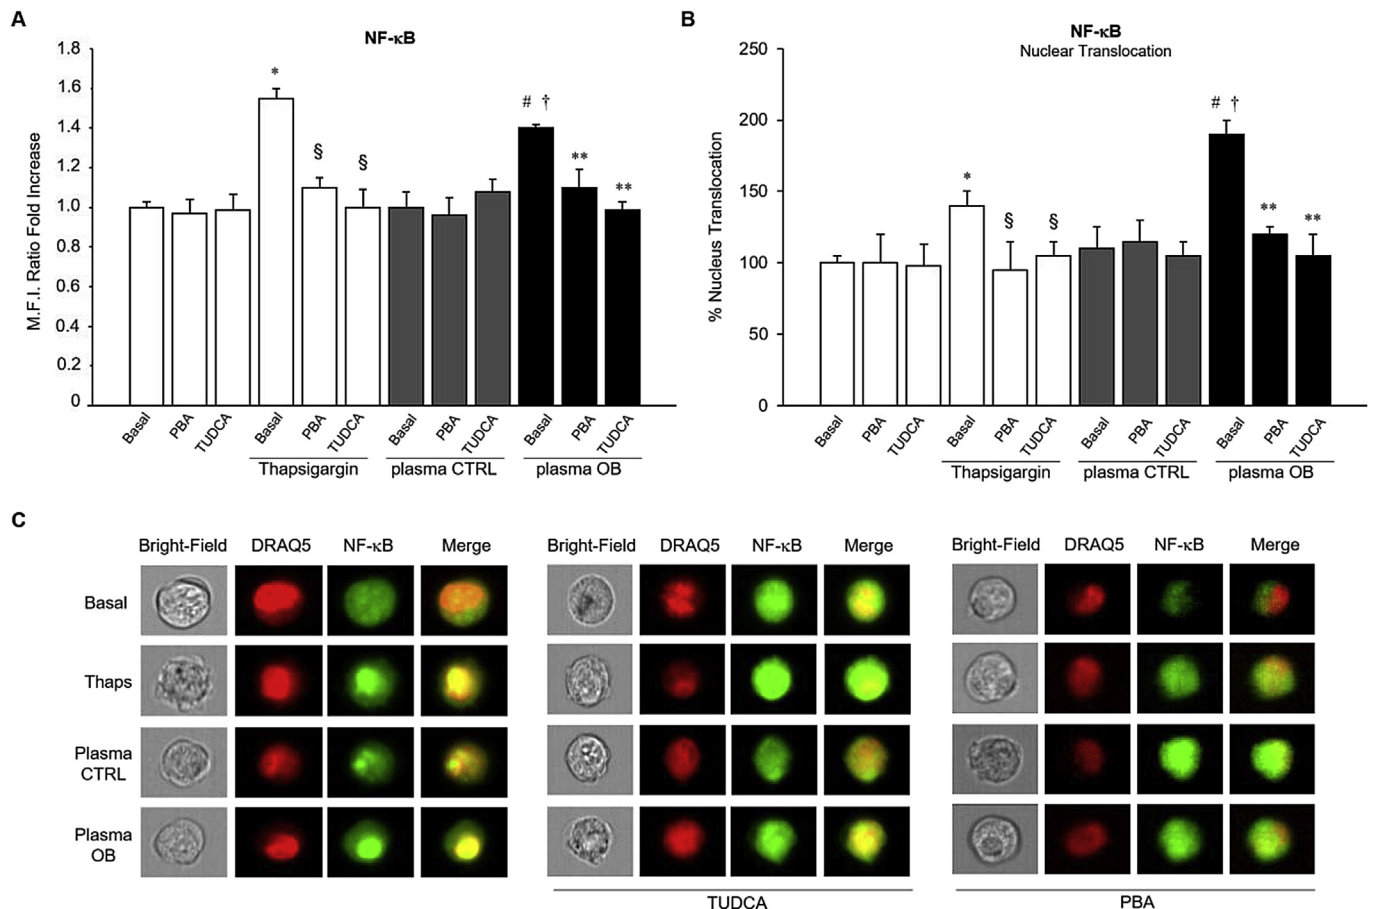 A
NF-κB
M.F.I. Ratio Fold Increase
1.8
1.6
1.4
1.2
1.0
0.8
0.6
0.4
0.2
0
*
§
§
# †
**
**
Basal
PBA
TUDCA
Basal
PBA
TUDCA
Basal
PBA
TUDCA
Basal
PBA
TUDCA
Thapsigargin
plasma CTRL
plasma OB
B
NF-κB
Nuclear Translocation
% Nucleus Translocation
250
200
150
100
50
0
*
§
§
# †
**
**
Basal
PBA
TUDCA
Basal
PBA
TUDCA
Basal
PBA
TUDCA
Basal
PBA
TUDCA
Thapsigargin
plasma CTRL
plasma OB
C
Bright-Field DRAQ5 NF-κB Merge
Bright-Field DRAQ5 NF-κB Merge
Bright-Field DRAQ5 NF-κB Merge
Basal
Thaps
Plasma
CTRL
Plasma
OB
TUDCA
PBA